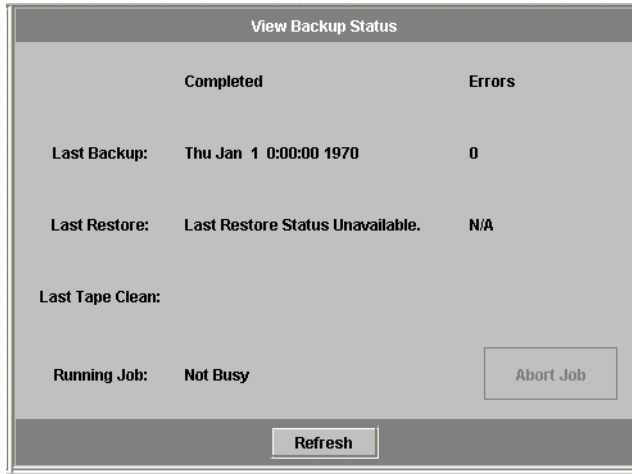 View Backup Status
Completed Errors
Last Backup: Thu Jan 1 0:00:00 1970 0
Last Restore: Last Restore Status Unavailable. N/A
Last Tape Clean:
Running Job: Not Busy Abort Job
Refresh